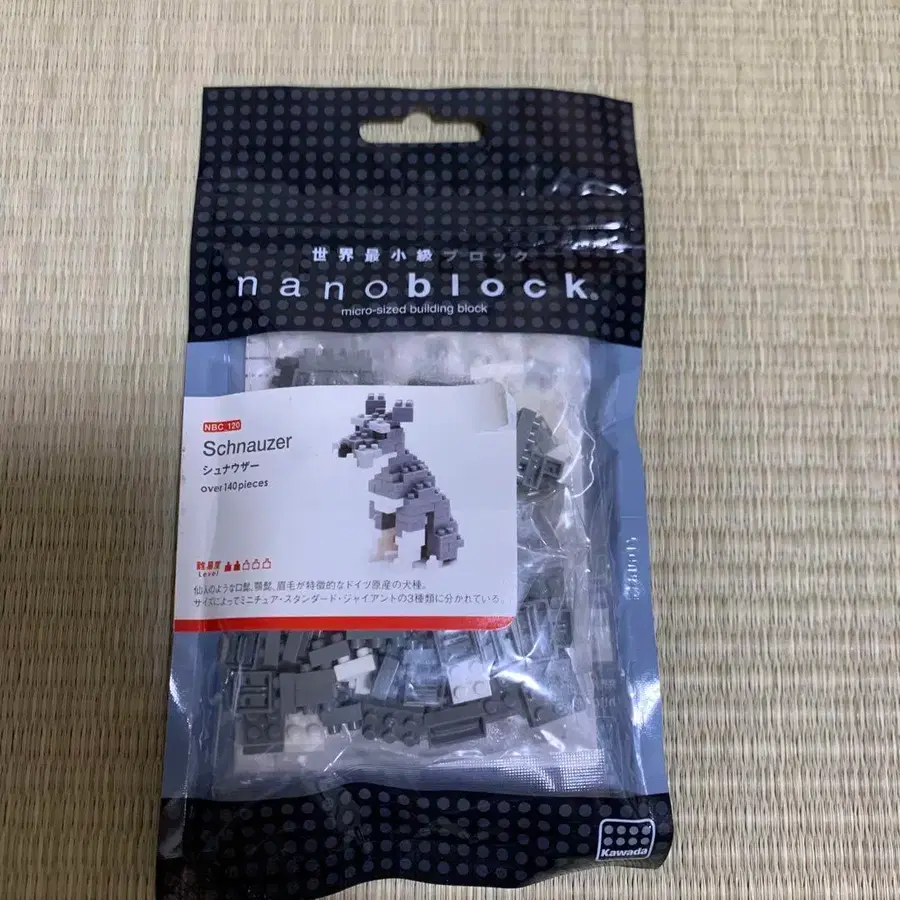 世界最小級ブロック
nanoblock®
micro-sized building block
NBC_120
Schnauzer
シュナウザー
over 140 pieces
難易度
Level
仙人のような口髭、顎髭、眉毛が特徴的なドイツ原産の犬種。
サイズによってミニチュア・スタンダード・ジャイアントの3種類に分かれている。
Kawada